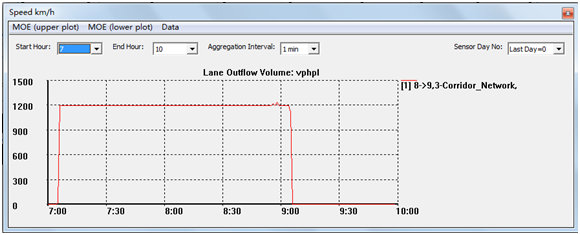 Speed km/h
MOE (upper plot) MOE (lower plot) Data
Start Hour: 7 End Hour: 10 Aggregation Interval: 1 min Sensor Day No: Last Day=0
Lane Outflow Volume: vphpl
[1] 8->9,3-Corridor_Network,
1500
1200
900
600
300
0
7:00 7:30 8:00 8:30 9:00 9:30 10:00